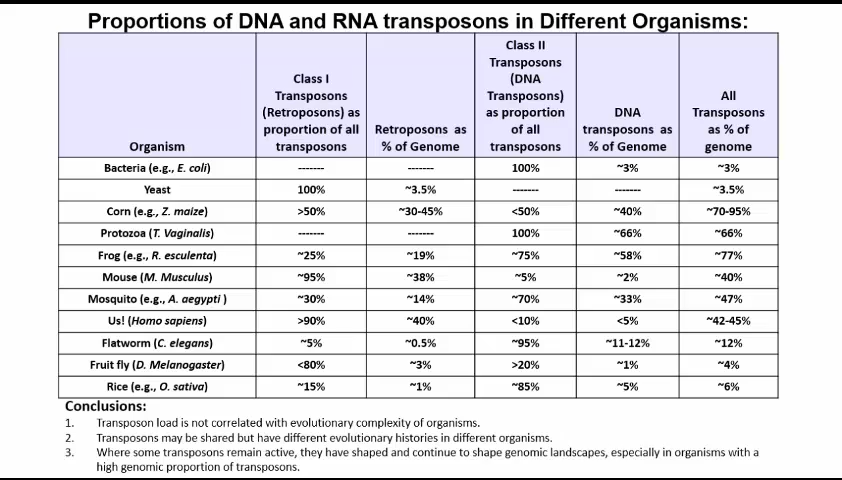 Proportions of DNA and RNA transposons in Different Organisms:
Organism | Class I Transposons (Retroposons) as proportion of all transposons | Retroposons as % of Genome | Class II Transposons (DNA Transposons) as proportion of all transposons | DNA transposons as % of Genome | All Transposons as % of genome
Bacteria (e.g., E. coli) | ------- | ------- | 100% | ~3% | ~3%
Yeast | 100% | ~3.5% | ------- | ------- | ~3.5%
Corn (e.g., Z. maize) | >50% | ~30-45% | <50% | ~40% | ~70-95%
Protozoa (T. Vaginalis) | ------- | ------- | 100% | ~66% | ~66%
Frog (e.g., R. esculenta) | ~25% | ~19% | ~75% | ~58% | ~77%
Mouse (M. Musculus) | ~95% | ~38% | ~5% | ~2% | ~40%
Mosquito (e.g., A. aegypti ) | ~30% | ~14% | ~70% | ~33% | ~47%
Us! (Homo sapiens) | >90% | ~40% | <10% | <5% | ~42-45%
Flatworm (C. elegans) | ~5% | ~0.5% | ~95% | ~11-12% | ~12%
Fruit fly (D. Melanogaster) | <80% | ~3% | >20% | ~1% | ~4%
Rice (e.g., O. sativa) | ~15% | ~1% | ~85% | ~5% | ~6%
Conclusions:
1. Transposon load is not correlated with evolutionary complexity of organisms.
2. Transposons may be shared but have different evolutionary histories in different organisms.
3. Where some transposons remain active, they have shaped and continue to shape genomic landscapes, especially in organisms with a
high genomic proportion of transposons.